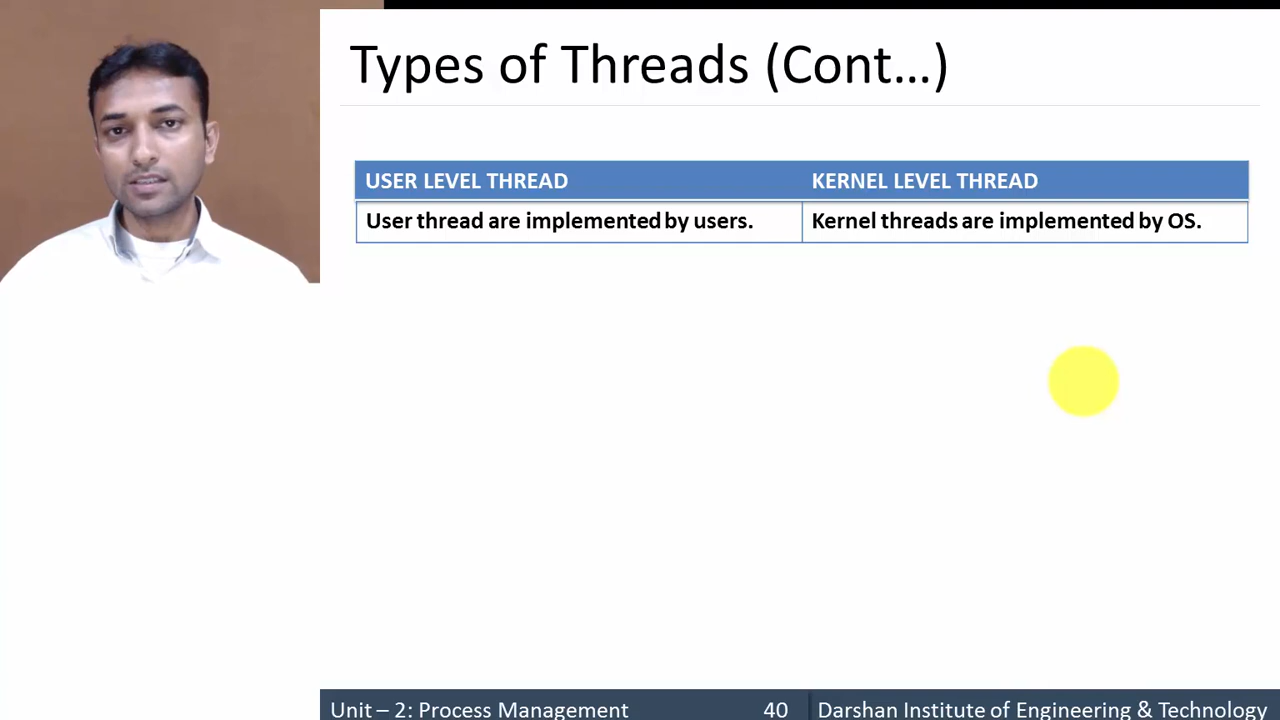 Types of Threads (Cont…)
USER LEVEL THREAD
KERNEL LEVEL THREAD
User thread are implemented by users.
Kernel threads are implemented by OS.
Unit – 2: Process Management
40
Darshan Institute of Engineering & Technology